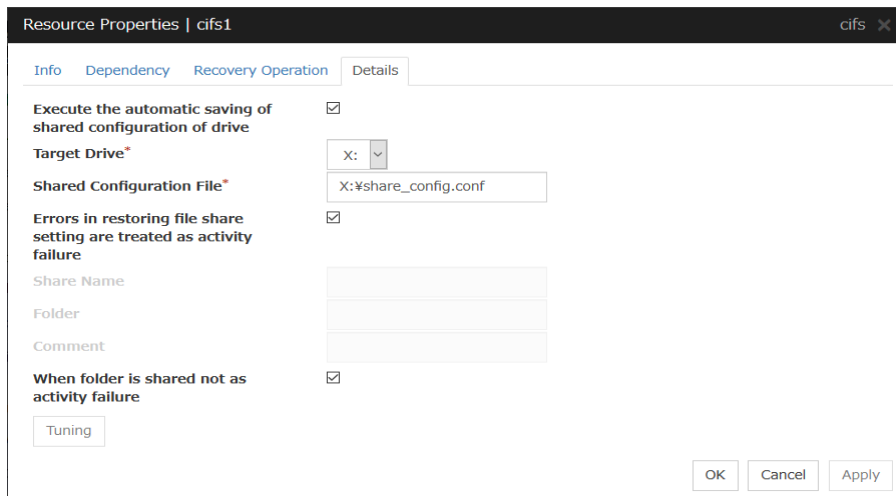 Resource Properties | cifs1
cifs
Info Dependency Recovery Operation Details
Execute the automatic saving of
shared configuration of drive
Target Drive*
X:
Shared Configuration File*
X:¥share_config.conf
Errors in restoring file share
setting are treated as activity
failure
Share Name
Folder
Comment
When folder is shared not as
activity failure
Tuning
OK Cancel Apply